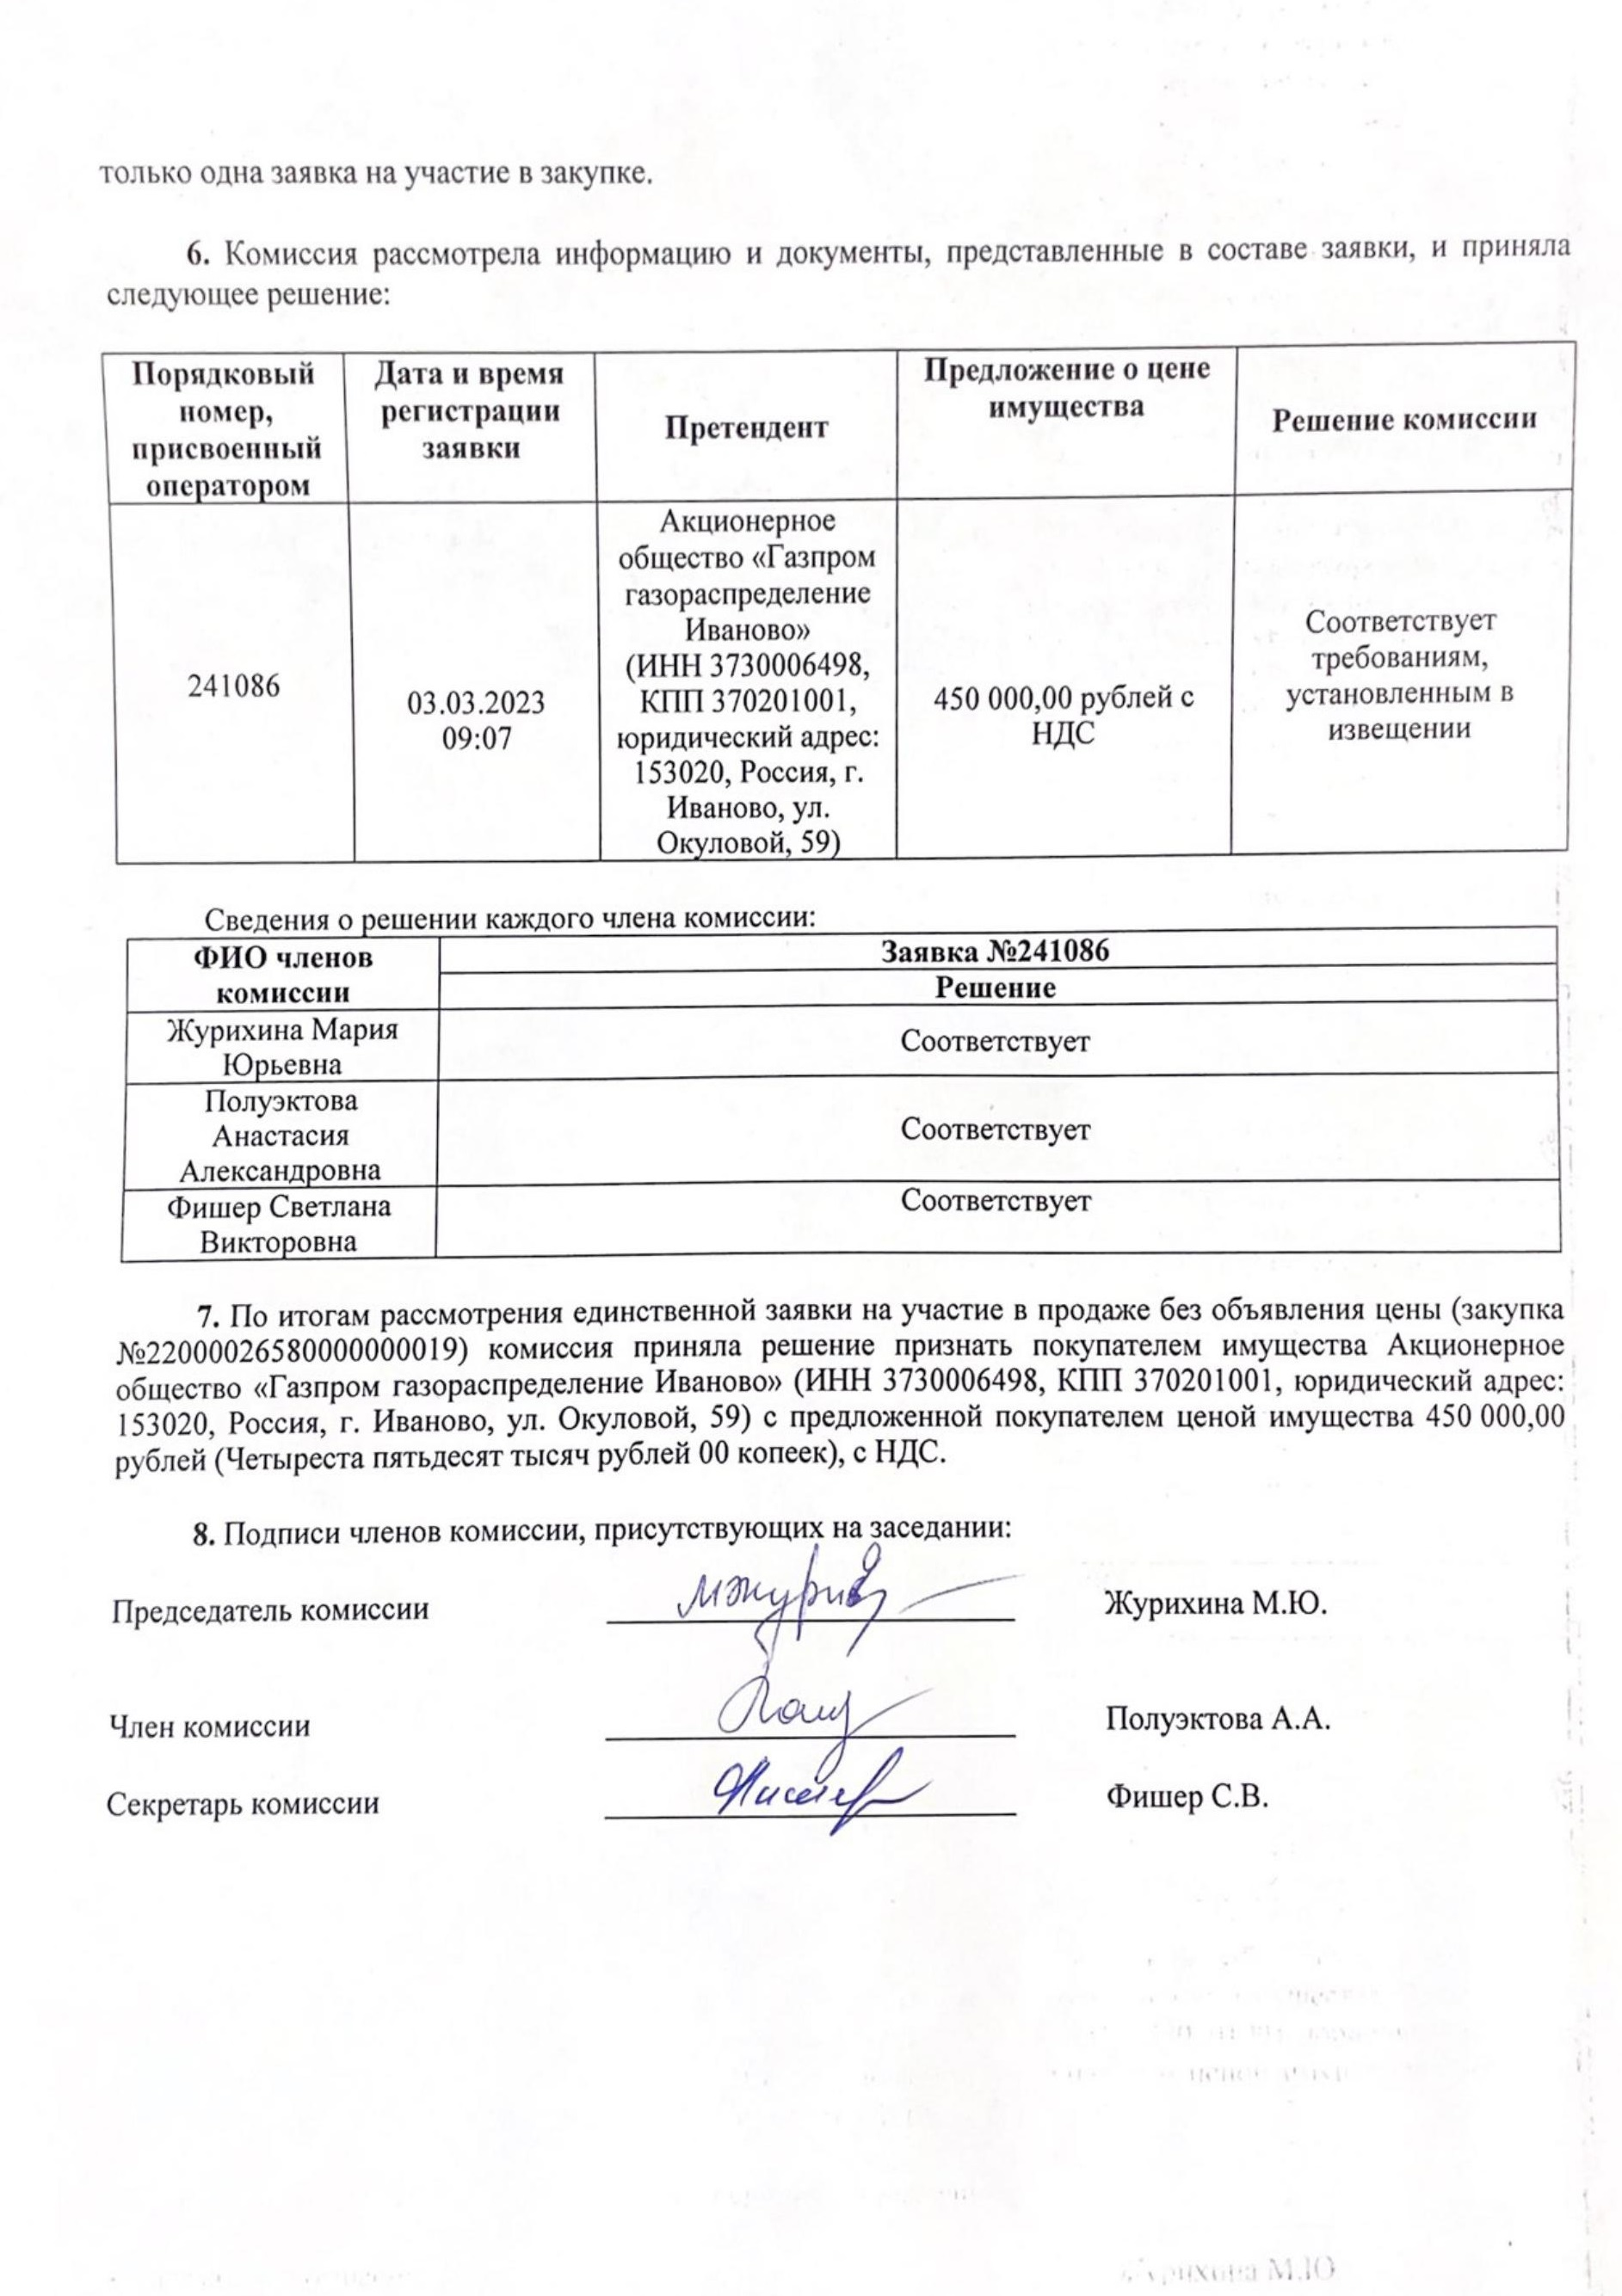 только одна заявка на участие в закупке.
6. Комиссия рассмотрела информацию и документы, представленные в составе заявки, и приняла
следующее решение:
Порядковый
номер,
присвоенный
оператором
Дата и время
регистрации
заявки
Претендент
Предложение о цене
имущества
Решение комиссии
241086
03.03.2023
09:07
Акционерное
общество «Газпром
газораспределение
Иваново»
(ИНН 3730006498,
КПП 370201001,
юридический адрес:
153020, Россия, г.
Иваново, ул.
Окуловой, 59)
450 000,00 рублей с
НДС
Соответствует
требованиям,
установленным в
извещении
Сведения о решении каждого члена комиссии:
ФИО членов
комиссии
Заявка №241086
Решение
Журихина Мария
Юрьевна
Соответствует
Полуэктова
Анастасия
Александровна
Соответствует
Фишер Светлана
Викторовна
Соответствует
7. По итогам рассмотрения единственной заявки на участие в продаже без объявления цены (закупка
№22000026580000000019) комиссия приняла решение признать покупателем имущества Акционерное
общество «Газпром газораспределение Иваново» (ИНН 3730006498, КПП 370201001, юридический адрес:
153020, Россия, г. Иваново, ул. Окуловой, 59) с предложенной покупателем ценой имущества 450 000,00
рублей (Четыреста пятьдесят тысяч рублей 00 копеек), с НДС.
8. Подписи членов комиссии, присутствующих на заседании:
Председатель комиссии
Журихина М.Ю.
Член комиссии
Полуэктова А.А.
Секретарь комиссии
Фишер С.В.